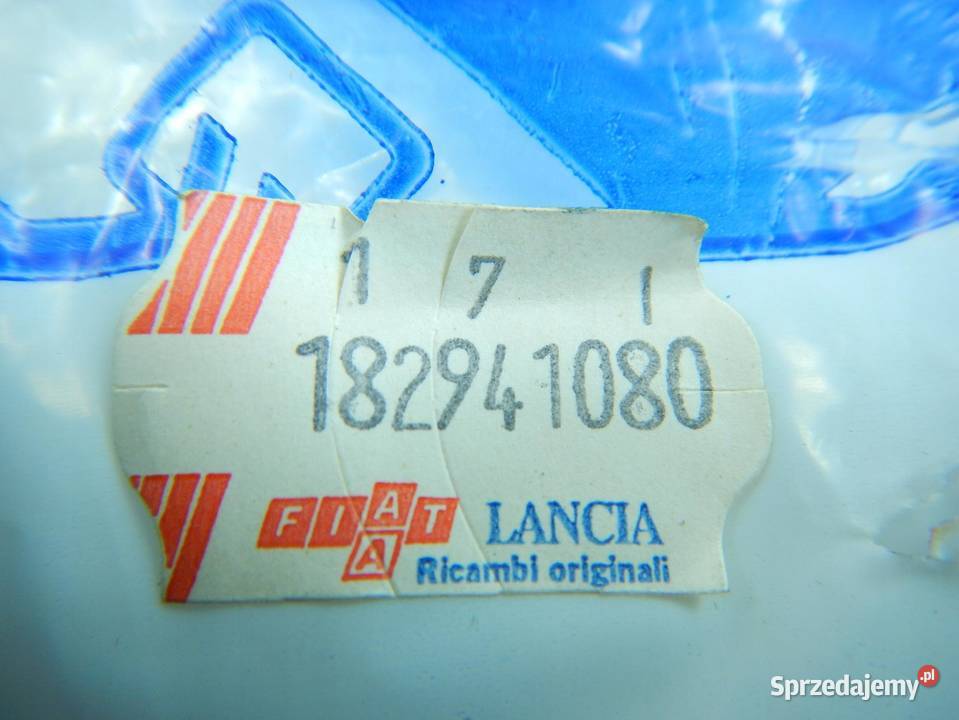 1 7 1
182941080
FIAT LANCIA
A
Ricambi originali
Sprzedajemy.pl